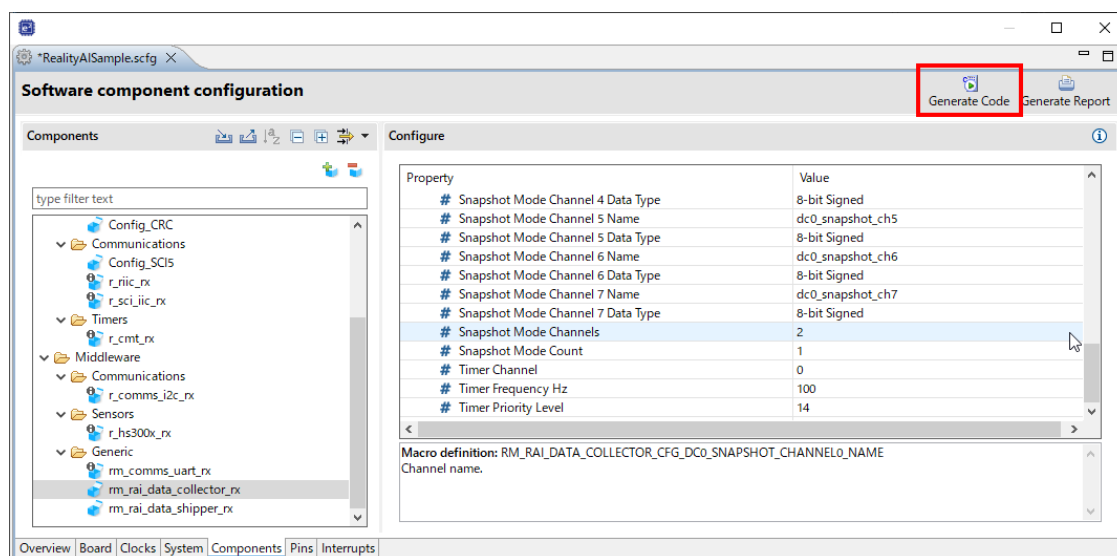 *RealityAISample.scfg
Software component configuration
Generate Code Generate Report
Components
Configure
type filter text
Config_CRC
Communications
Config_SCI5
r_riic_rx
r_sci_iic_rx
Timers
r_cmt_rx
Middleware
Communications
r_comms_i2c_rx
Sensors
r_hs300x_rx
Generic
rm_comms_uart_rx
rm_rai_data_collector_rx
rm_rai_data_shipper_rx
Property Value
# Snapshot Mode Channel 4 Data Type 8-bit Signed
# Snapshot Mode Channel 5 Name dc0_snapshot_ch5
# Snapshot Mode Channel 5 Data Type 8-bit Signed
# Snapshot Mode Channel 6 Name dc0_snapshot_ch6
# Snapshot Mode Channel 6 Data Type 8-bit Signed
# Snapshot Mode Channel 7 Name dc0_snapshot_ch7
# Snapshot Mode Channel 7 Data Type 8-bit Signed
# Snapshot Mode Channels 2
# Snapshot Mode Count 1
# Timer Channel 0
# Timer Frequency Hz 100
# Timer Priority Level 14
Macro definition: RM_RAI_DATA_COLLECTOR_CFG_DC0_SNAPSHOT_CHANNEL0_NAME
Channel name.
Overview Board Clocks System Components Pins Interrupts